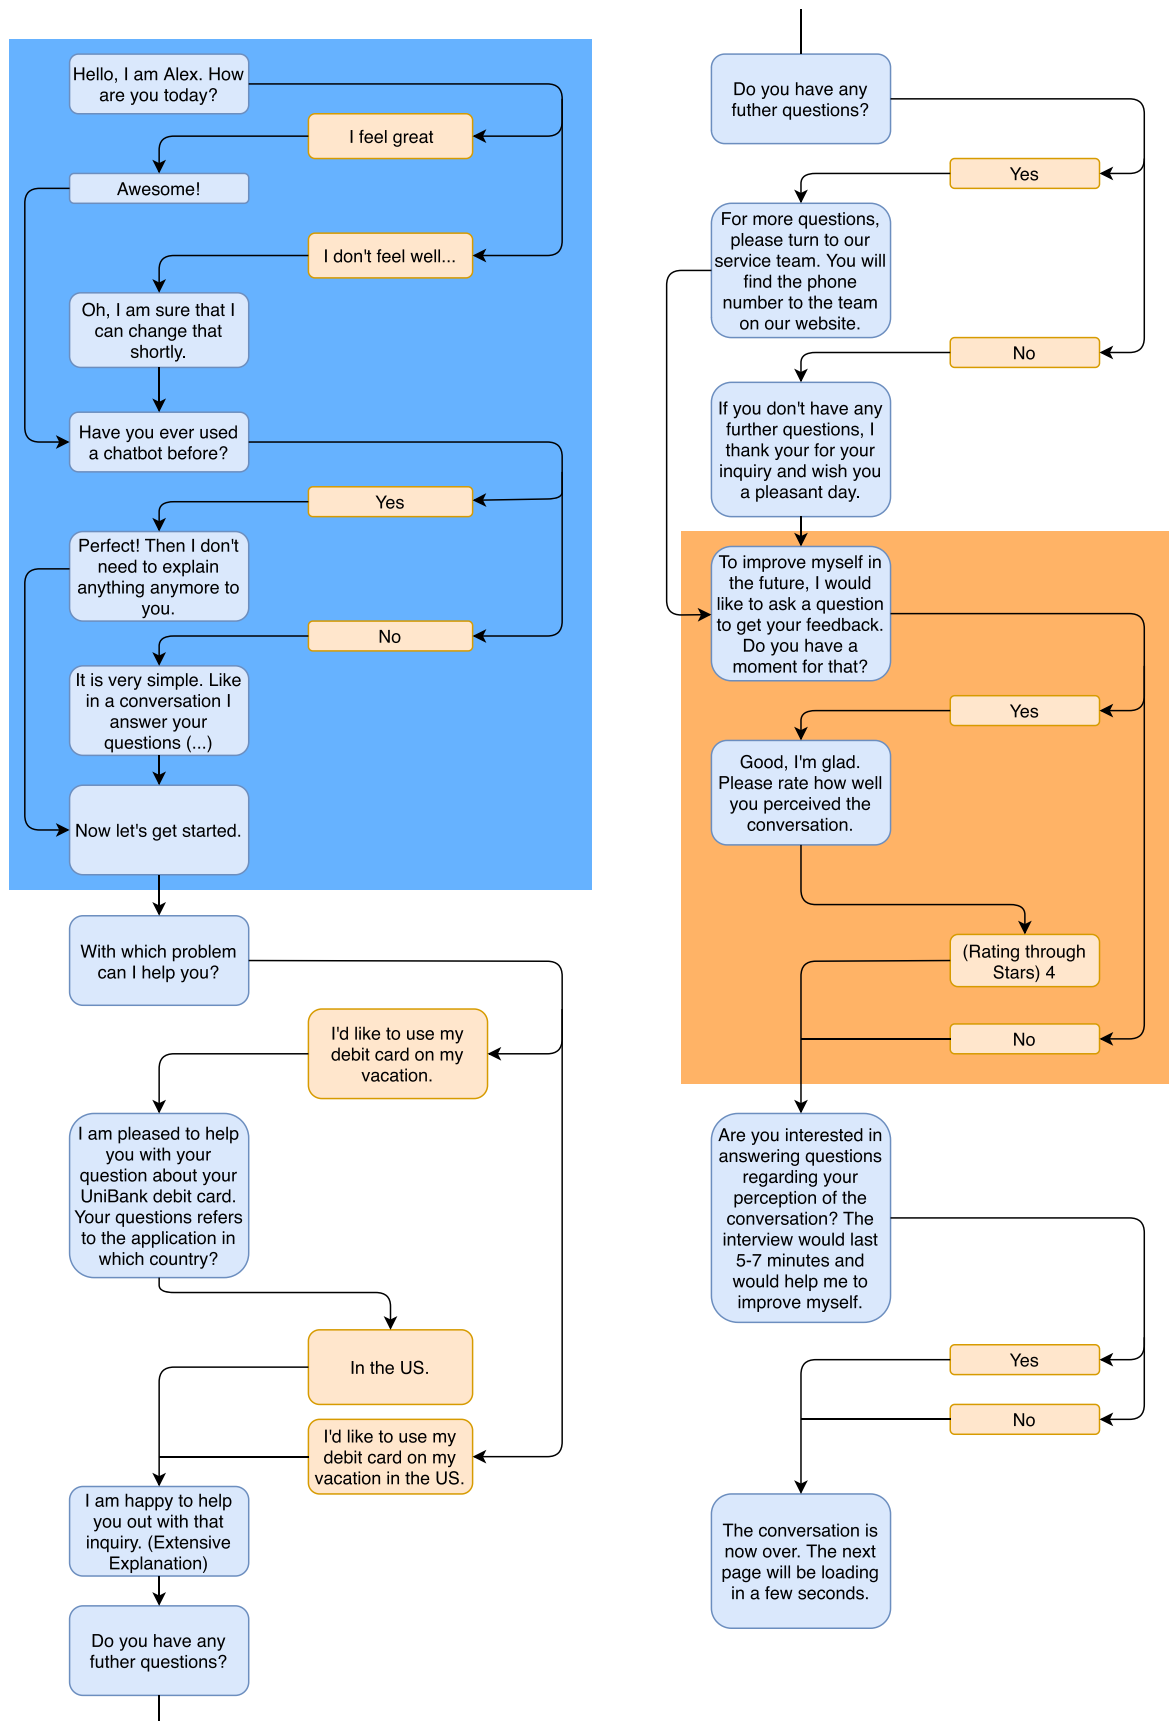 Hello, I am Alex. How
are you today?
I feel great
Awesome!
I don't feel well...
Oh, I am sure that I
can change that
shortly.
Have you ever used
a chatbot before?
Yes
Perfect! Then I don't
need to explain
anything anymore to
you.
No
It is very simple. Like
in a conversation I
answer your
questions (...)
Now let's get started.
With which problem
can I help you?
I'd like to use my
debit card on my
vacation.
I am pleased to help
you with your
question about your
UniBank debit card.
Your questions refers
to the application in
which country?
In the US.
I'd like to use my
debit card on my
vacation in the US.
I am happy to help
you out with that
inquiry. (Extensive
Explanation)
Do you have any
futher questions?
Do you have any
futher questions?
Yes
For more questions,
please turn to our
service team. You will
find the phone
number to the team
on our website.
No
If you don't have any
further questions, I
thank your for your
inquiry and wish you
a pleasant day.
To improve myself in
the future, I would
like to ask a question
to get your feedback.
Do you have a
moment for that?
Yes
Good, I'm glad.
Please rate how well
you perceived the
conversation.
(Rating through
Stars) 4
No
Are you interested in
answering questions
regarding your
perception of the
conversation? The
interview would last
5-7 minutes and
would help me to
improve myself.
Yes
No
The conversation is
now over. The next
page will be loading
in a few seconds.